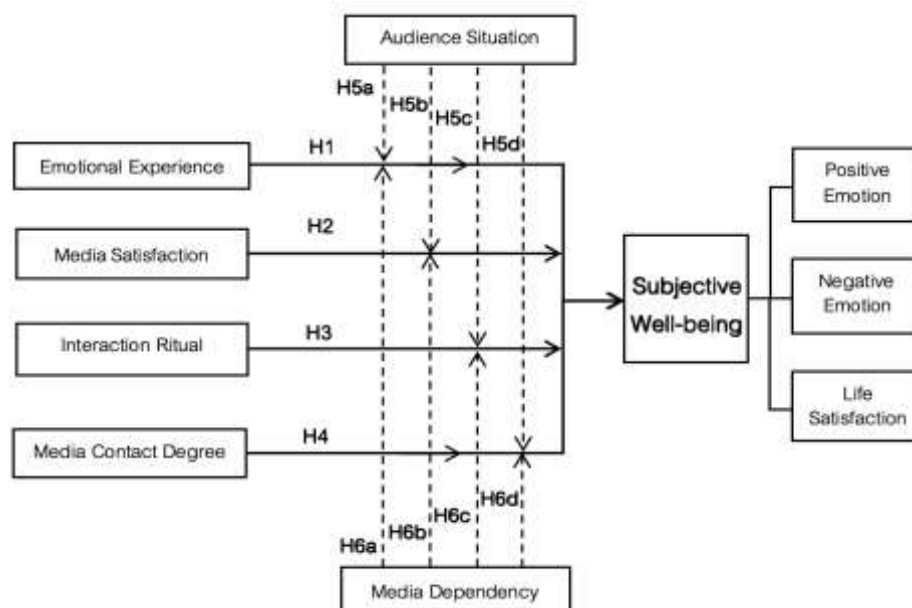 Audience Situation
H5a
H5b
H5c
H5d
H1
Emotional Experience
H2
Media Satisfaction
H3
Interaction Ritual
H4
Media Contact Degree
H6a
H6b
H6c
H6d
Media Dependency
Subjective
Well-being
Positive
Emotion
Negative
Emotion
Life
Satisfaction